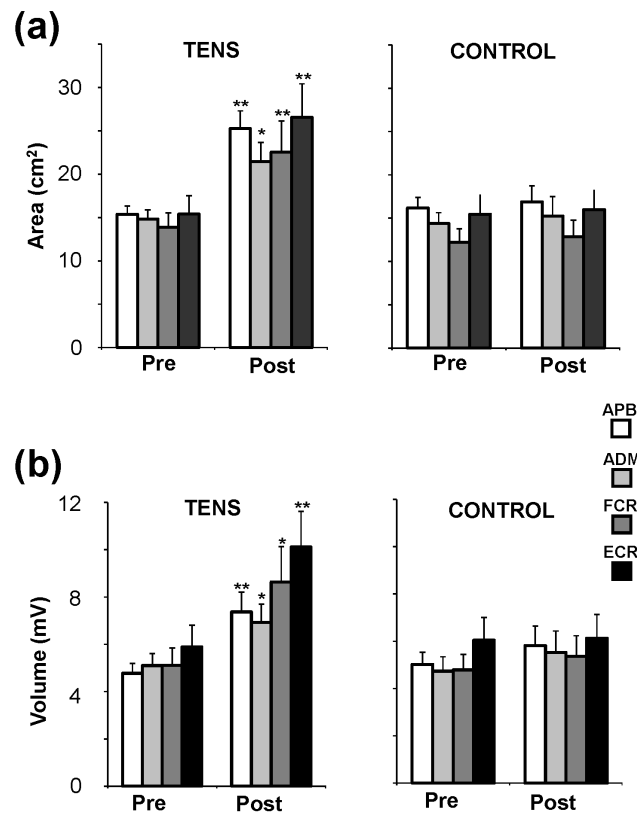 (a)
TENS
CONTROL
Area (cm²)
30
20
10
0
** * ** **
Pre
Post
Pre
Post
APB
ADM
FCR
ECR
(b)
TENS
CONTROL
Volume (mV)
12
8
4
0
** * * **
Pre
Post
Pre
Post